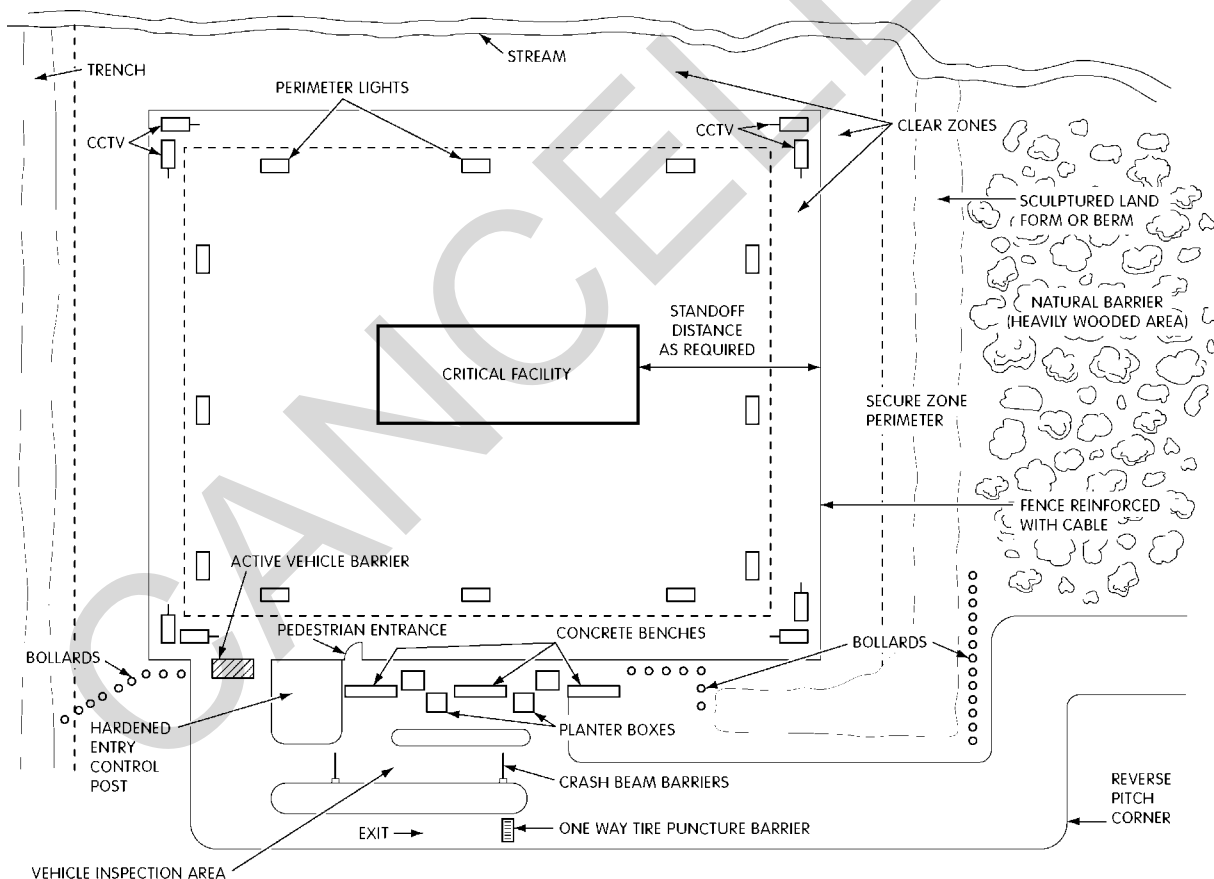 STREAM
TRENCH
PERIMETER LIGHTS
CCTV
CCTV
CLEAR ZONES
SCULPTURED LAND
FORM OR BERM
NATURAL BARRIER
(HEAVILY WOODED AREA)
STANDOFF
DISTANCE
AS REQUIRED
CRITICAL FACILITY
SECURE ZONE
PERIMETER
FENCE REINFORCED
WITH CABLE
ACTIVE VEHICLE BARRIER
PEDESTRIAN ENTRANCE
CONCRETE BENCHES
BOLLARDS
BOLLARDS
HARDENED
ENTRY
CONTROL
POST
PLANTER BOXES
CRASH BEAM BARRIERS
REVERSE
PITCH
CORNER
EXIT
ONE WAY TIRE PUNCTURE BARRIER
VEHICLE INSPECTION AREA
CANCELL